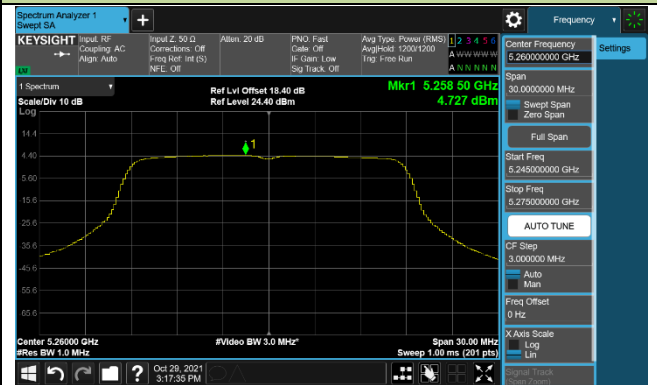 Spectrum Analyzer 1
Swept SA
+
Frequency
KEYSIGHT
Input: RF
Coupling: AC
Align: Auto
Input Z: 50 Ω
Corrections: Off
Freq Ref: Int (S)
NFE: Off
Atten: 20 dB
PNO: Fast
Gate: Off
IF Gain: Low
Sig Track: Off
Avg Type: Power (RMS)
Avg|Hold: 1200/1200
Trig: Free Run
1 2 3 4 5 6
A W W W W W
A N N N N N
LXI
1 Spectrum
Scale/Div 10 dB
Log
Ref Lvl Offset 18.40 dB
Ref Level 24.40 dBm
Mkr1 5.258 50 GHz
4.727 dBm
14.4
4.40
-5.60
-15.6
-25.6
-35.6
-45.6
-55.6
-65.6
1
Center 5.26000 GHz
#Res BW 1.0 MHz
#Video BW 3.0 MHz*
Span 30.00 MHz
Sweep 1.00 ms (201 pts)
Oct 29, 2021
3:17:35 PM
?
Center Frequency
5.260000000 GHz
Span
30.0000000 MHz
Swept Span
Zero Span
Full Span
Start Freq
5.245000000 GHz
Stop Freq
5.275000000 GHz
AUTO TUNE
CF Step
3.000000 MHz
Auto
Man
Freq Offset
0 Hz
X Axis Scale
Log
Lin
Signal Track
(Span Zoom)
Settings